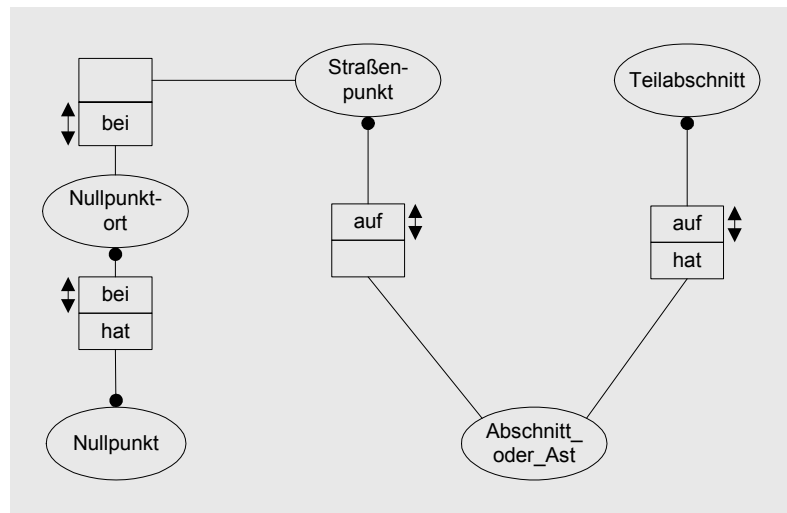 Straßen-
punkt
Teilabschnitt
bei
Nullpunkt-
ort
auf
auf
hat
bei
hat
Nullpunkt
Abschnitt_
oder_Ast